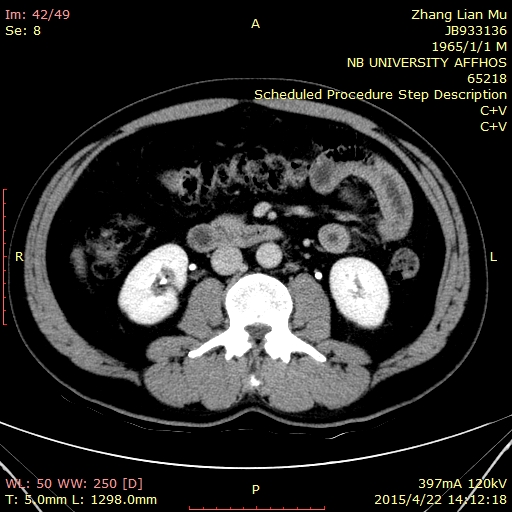 Im: 42/49
Se: 8
A
Zhang Lian Mu
JB933136
1965/1/1 M
NB UNIVERSITY AFFHOS
65218
Scheduled Procedure Step Description
C+V
C+V
R
L
WL: 50 WW: 250 [D]
T: 5.0mm L: 1298.0mm
P
397mA 120kV
2015/4/22 14:12:18